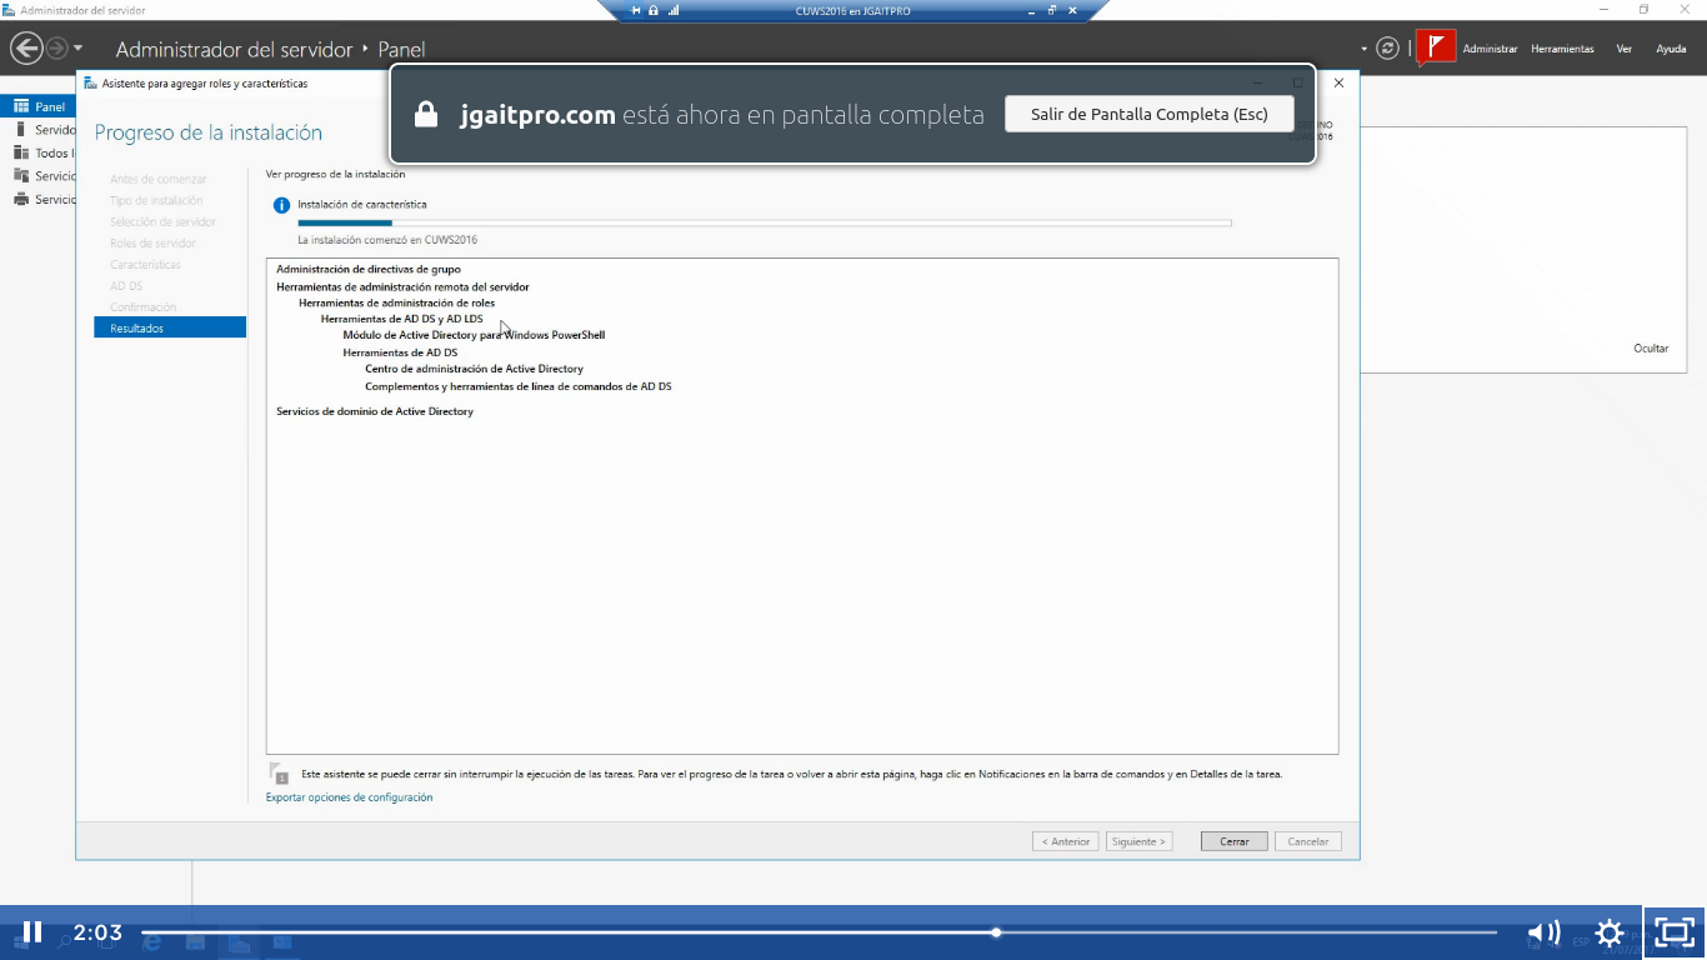 Administrador del servidor
CUWS2016 en JGAITPRO
Administrador del servidor ‣ Panel
Administrar Herramientas Ver Ayuda
Asistente para agregar roles y características
jgaitpro.com está ahora en pantalla completa
Salir de Pantalla Completa (Esc)
Panel
Servido
Todos l
Servicio
Servicio
Progreso de la instalación
DESTINO
Antes de comenzar
Tipo de instalación
Selección de servidor
Roles de servidor
Características
AD DS
Confirmación
Resultados
Ver progreso de la instalación
Instalación de característica
La instalación comenzó en CUWS2016
Administración de directivas de grupo
Herramientas de administración remota del servidor
Herramientas de administración de roles
Herramientas de AD DS y AD LDS
Módulo de Active Directory para Windows PowerShell
Herramientas de AD DS
Centro de administración de Active Directory
Complementos y herramientas de línea de comandos de AD DS
Servicios de dominio de Active Directory
Ocultar
1 Este asistente se puede cerrar sin interrumpir la ejecución de las tareas. Para ver el progreso de la tarea o volver a abrir esta página, haga clic en Notificaciones en la barra de comandos y en Detalles de la tarea.
Exportar opciones de configuración
< Anterior Siguiente > Cerrar Cancelar
2:03
ESP